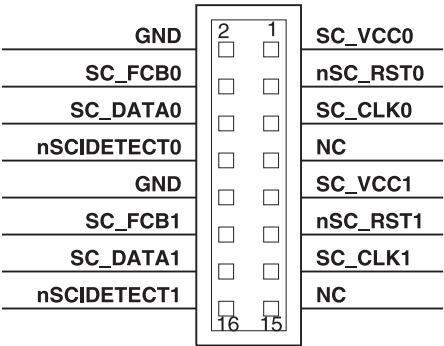 GND 2 1 SC_VCC0
SC_FCB0 nSC_RST0
SC_DATA0 SC_CLK0
nSCIDETECT0 NC
GND SC_VCC1
SC_FCB1 nSC_RST1
SC_DATA1 SC_CLK1
nSCIDETECT1 NC
16 15